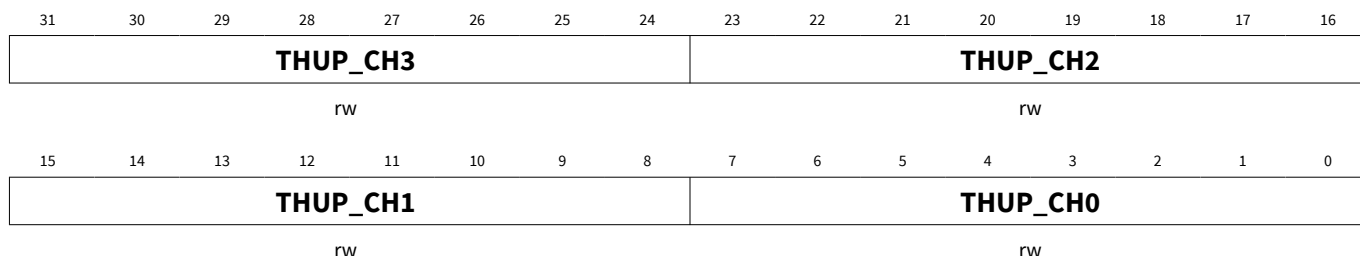 31 30 29 28 27 26 25 24 23 22 21 20 19 18 17 16
THUP_CH3 THUP_CH2
rw rw
15 14 13 12 11 10 9 8 7 6 5 4 3 2 1 0
THUP_CH1 THUP_CH0
rw rw